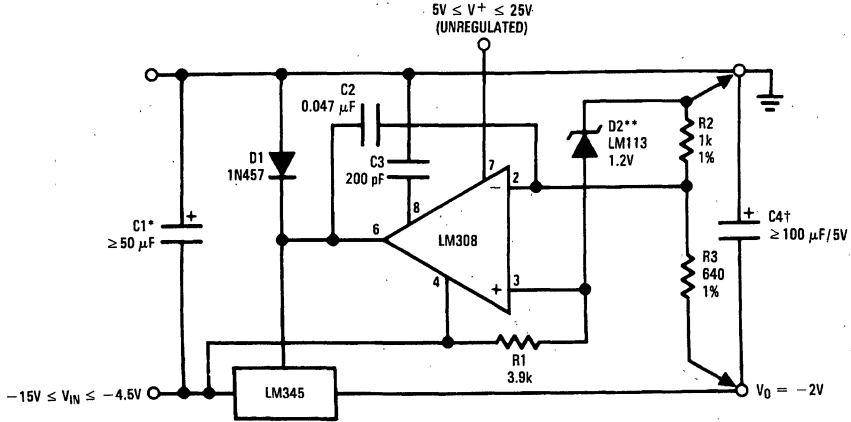 5V ≤ V+ ≤ 25V
(UNREGULATED)
C2
0.047 μF
D2**
LM113
1.2V
R2
1k
1%
D1
1N457
C3
200 pF
7
2
−
8
6
LM308
C1*
≥ 50 μF
+
+
C4†
≥ 100 μF/5V
4
+
3
R3
640
1%
R1
3.9k
−15V ≤ VIN ≤ −4.5V
LM345
VO = −2V